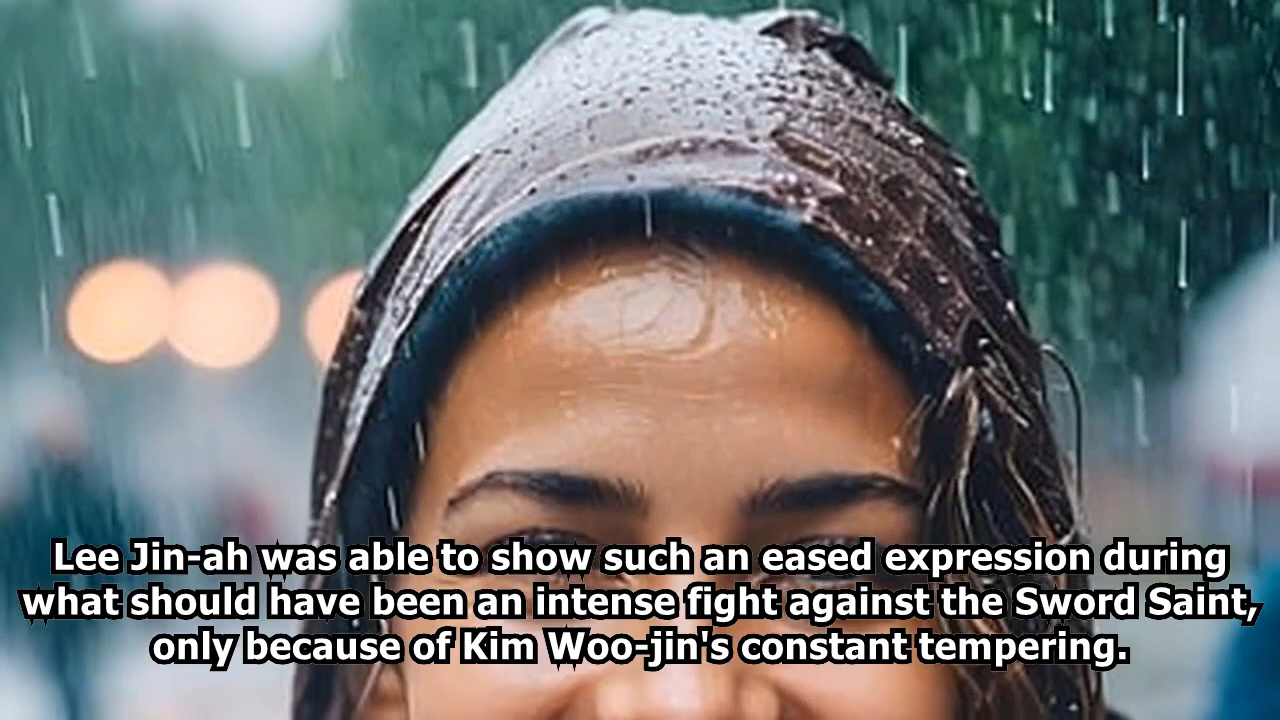 Lee Jin-ah was able to show such an eased expression during
what should have been an intense fight against the Sword Saint,
only because of Kim Woo-jin's constant tempering.